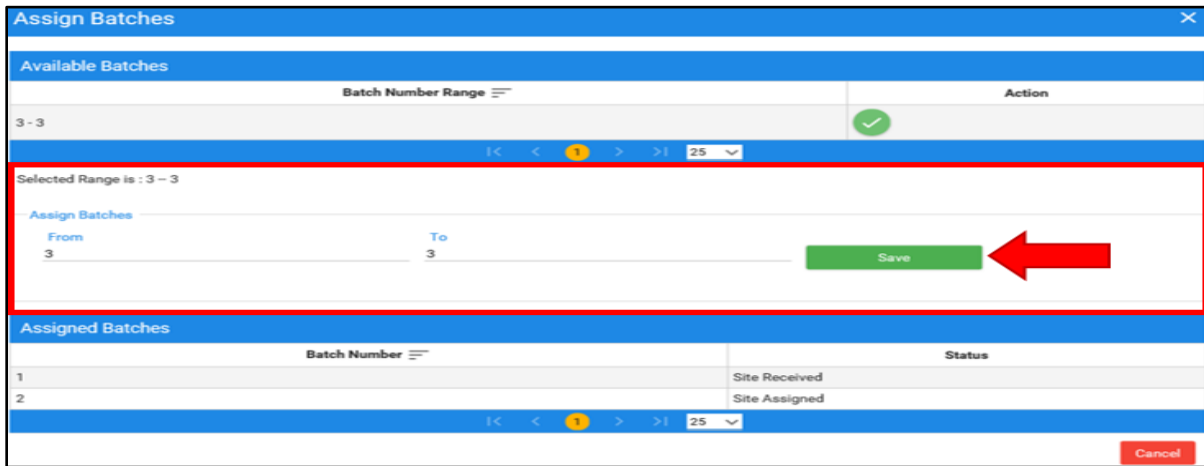 Assign Batches
Available Batches
Batch Number Range Action
3 - 3
1 25
Selected Range is : 3 – 3
Assign Batches
From To
3 3 Save
Assigned Batches
Batch Number Status
1 Site Received
2 Site Assigned
1 25
Cancel